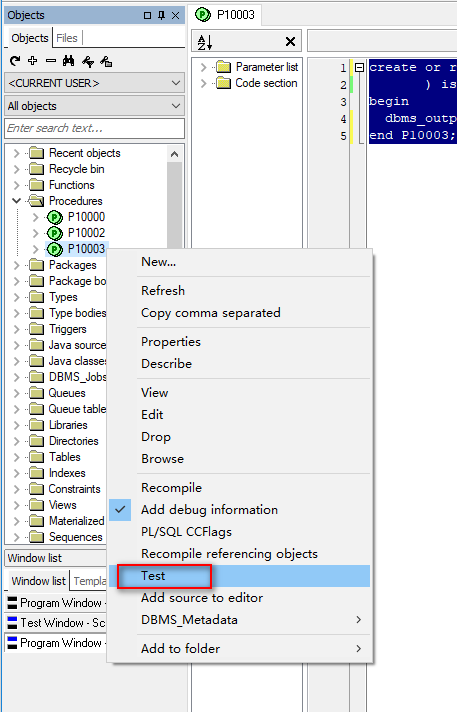 Objects
Objects
Files
<CURRENT USER>
All objects
Enter search text...
Recent objects
Recycle bin
Functions
Procedures
P10000
P10002
P10003
Packages
Package bo
Types
Type bodies
Triggers
Java source
Java classe
DBMS_Jobs
Queues
Queue table
Libraries
Directories
Tables
Indexes
Constraints
Views
Materialized
Sequences
Window list
Window list
Templa
Program Window -
Test Window - Sc
Program Window -
P10003
Parameter list
Code section
1 create or r
2 ) is
3 begin
4 dbms_outp
5 end P10003;
New...
Refresh
Copy comma separated
Properties
Describe
View
Edit
Drop
Browse
Recompile
Add debug information
PL/SQL CCFlags
Recompile referencing objects
Test
Add source to editor
DBMS_Metadata
Add to folder